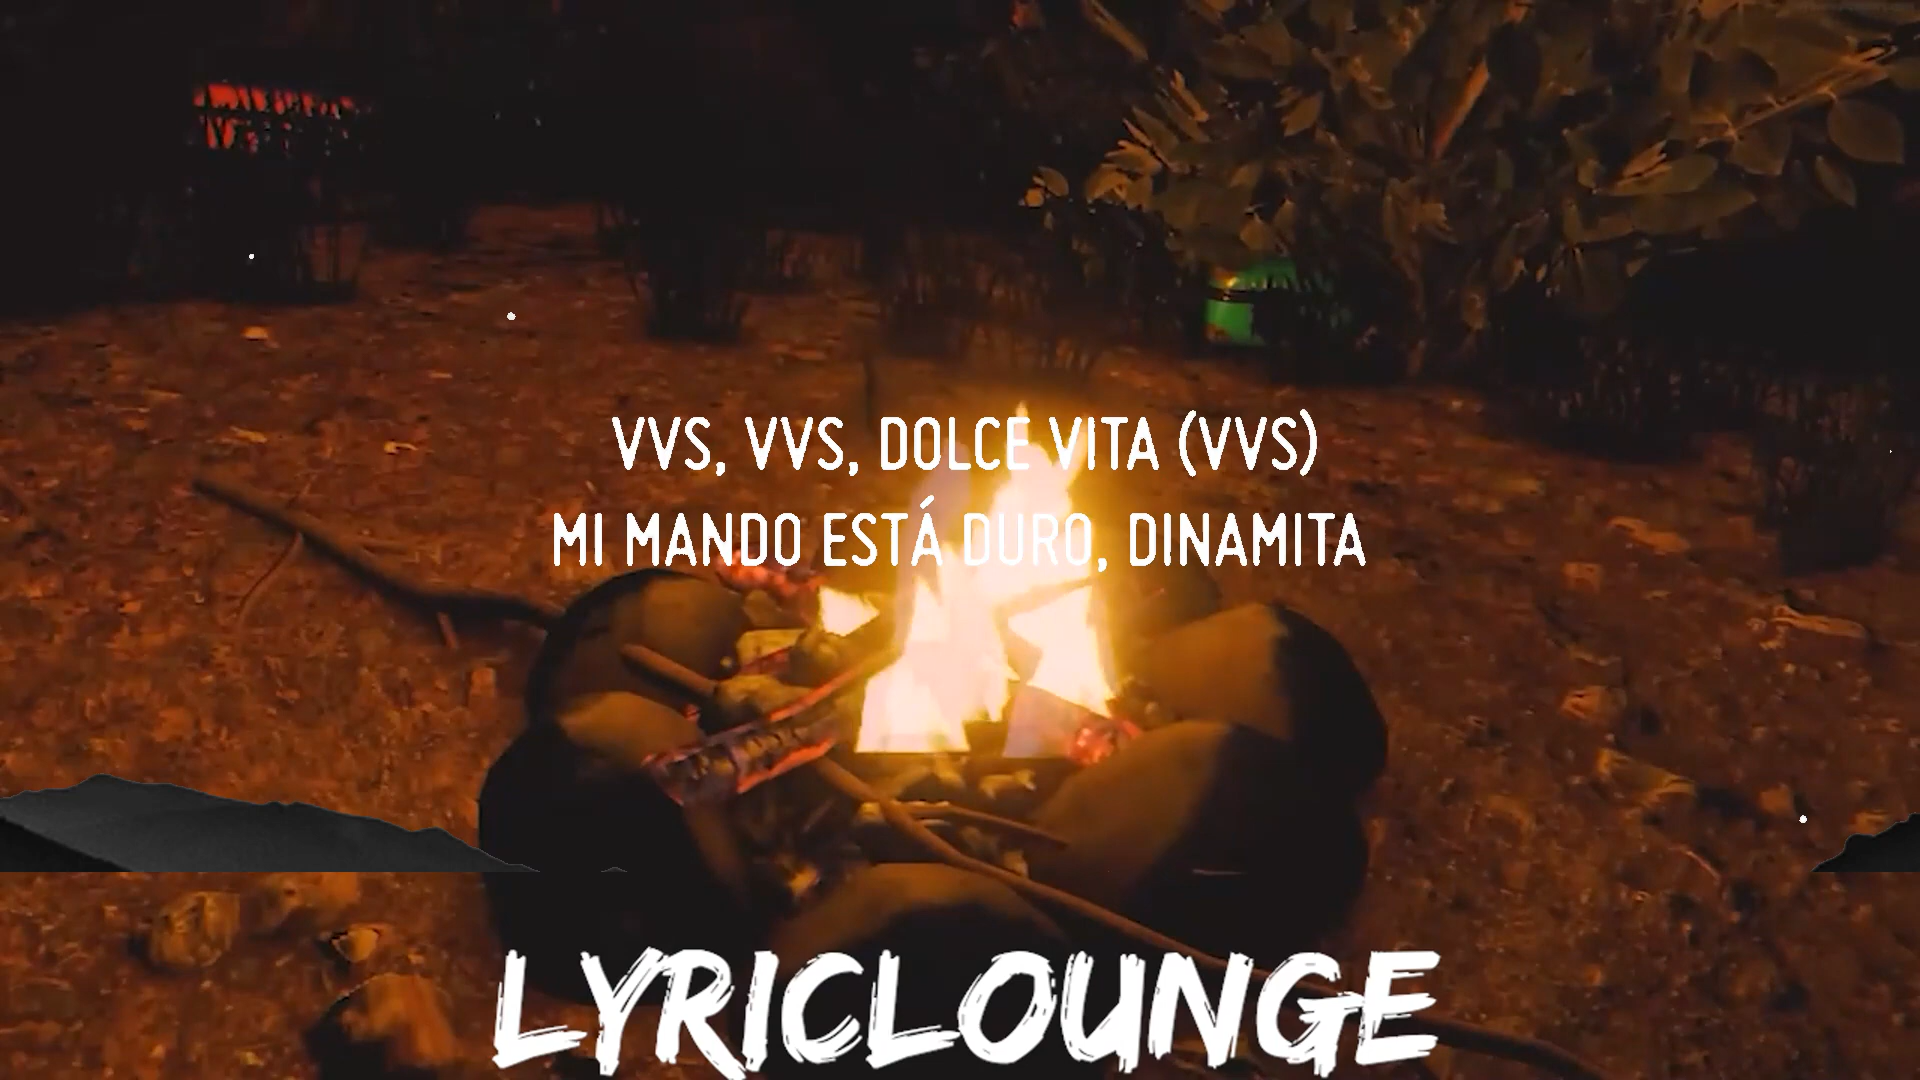 VVS, VVS, DOLCE VITA (VVS)
MI MANDO ESTÁ DURO, DINAMITA
LYRICLOUNGE